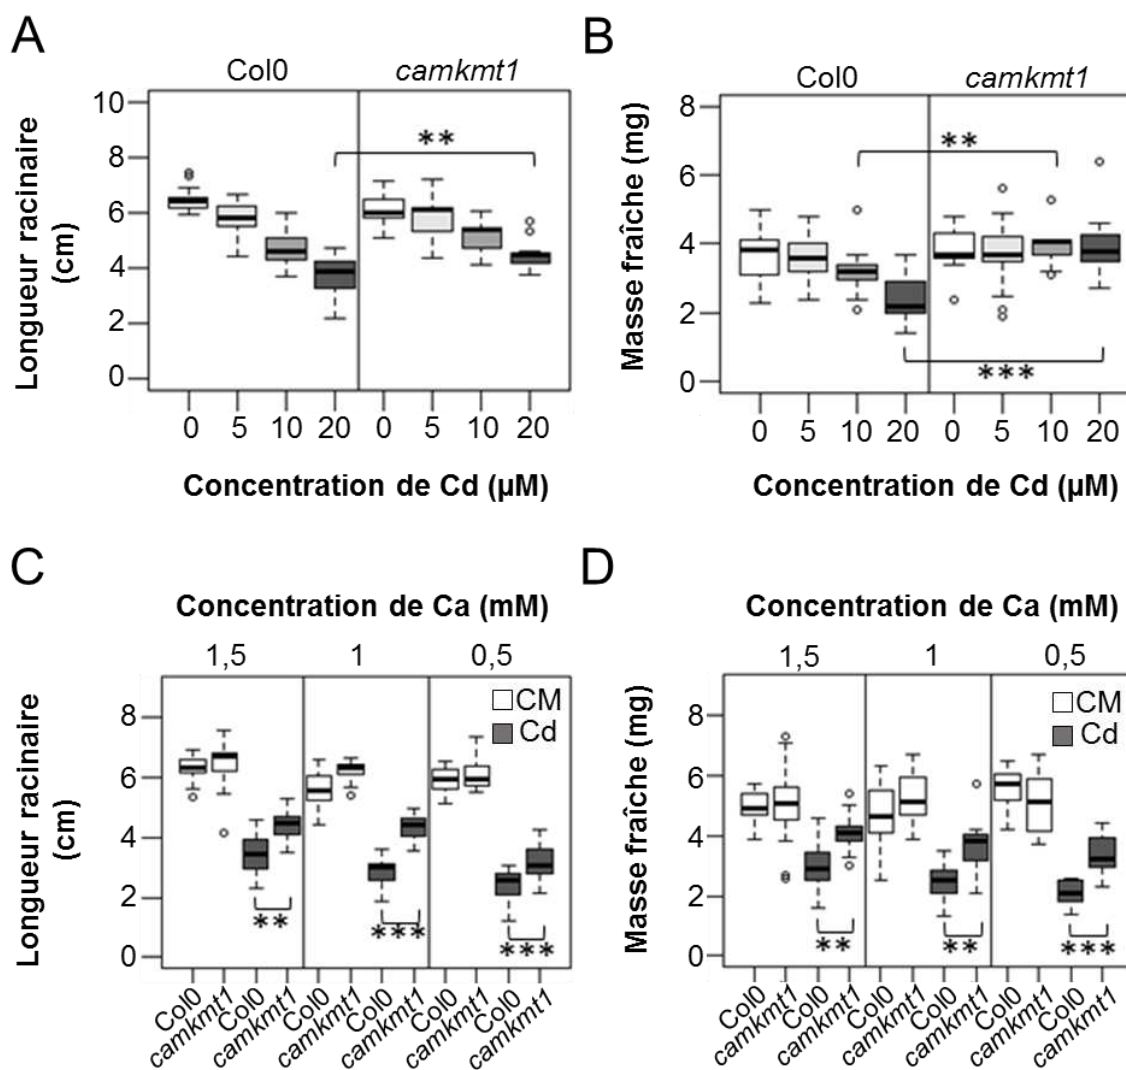 A
Col0 camkmt1
Longueur racinaire
(cm)
10
8
6
4
2
0
**
0 5 10 20 0 5 10 20
Concentration de Cd (µM)
B
Col0 camkmt1
Masse fraîche (mg)
8
6
4
2
0
**
***
0 5 10 20 0 5 10 20
Concentration de Cd (µM)
C
Concentration de Ca (mM)
1,5 1 0,5
Longueur racinaire
(cm)
8
6
4
2
0
CM
Cd
**
***
***
Col0 camkmt1 Col0 camkmt1 Col0 camkmt1 Col0 camkmt1 Col0 camkmt1 Col0 camkmt1
D
Concentration de Ca (mM)
1,5 1 0,5
Masse fraîche (mg)
8
6
4
2
0
CM
Cd
**
**
***
Col0 camkmt1 Col0 camkmt1 Col0 camkmt1 Col0 camkmt1 Col0 camkmt1 Col0 camkmt1